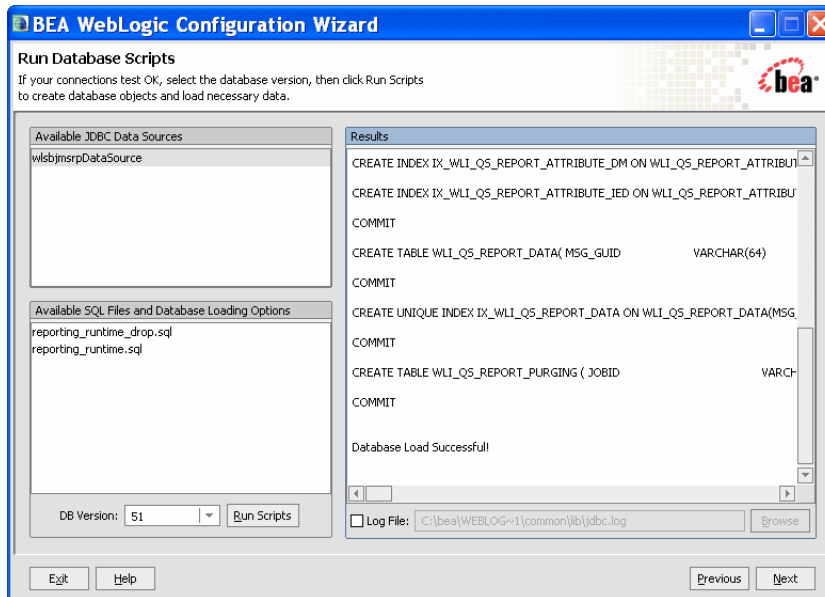 BEA WebLogic Configuration Wizard
Run Database Scripts
If your connections test OK, select the database version, then click Run Scripts
to create database objects and load necessary data.
bea
Available JDBC Data Sources
wlsbjmsrpDataSource
Available SQL Files and Database Loading Options
reporting_runtime_drop.sql
reporting_runtime.sql
DB Version: 51 Run Scripts
Results
CREATE INDEX IX_WLI_QS_REPORT_ATTRIBUTE_DM ON WLI_QS_REPORT_ATTRIBUT
CREATE INDEX IX_WLI_QS_REPORT_ATTRIBUTE_IED ON WLI_QS_REPORT_ATTRIBU
COMMIT
CREATE TABLE WLI_QS_REPORT_DATA( MSG_GUID VARCHAR(64)
COMMIT
CREATE UNIQUE INDEX IX_WLI_QS_REPORT_DATA ON WLI_QS_REPORT_DATA(MSG_
COMMIT
CREATE TABLE WLI_QS_REPORT_PURGING ( JOBID VARCH
COMMIT
Database Load Successful!
Log File: C:\bea\WEBLOG~1\common\lib\jdbc.log Browse
Exit Help Previous Next